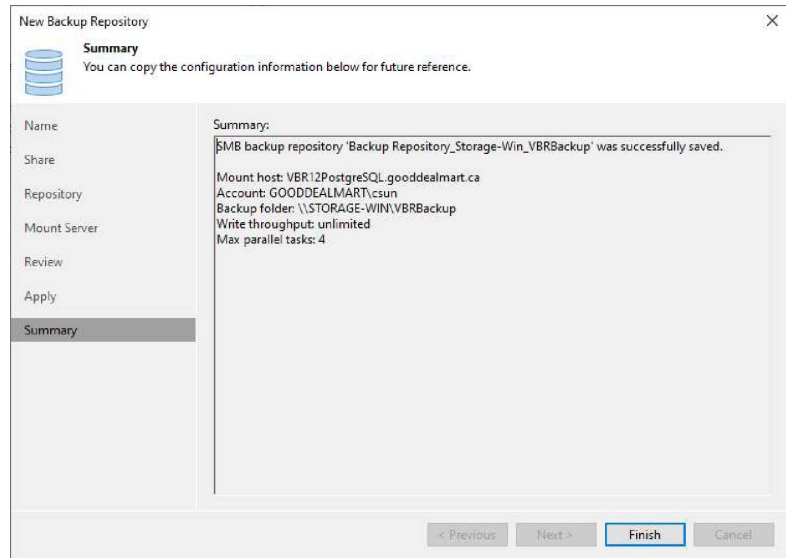 New Backup Repository
Summary
You can copy the configuration information below for future reference.
Name
Share
Repository
Mount Server
Review
Apply
Summary
Summary:
SMB backup repository 'Backup Repository_Storage-Win_VBRBackup' was successfully saved.
Mount host: VBR12PostgreSQL.gooddealmart.ca
Account: GOODDEALMART\csun
Backup folder: \\STORAGE-WIN\VBRBackup
Write throughput: unlimited
Max parallel tasks: 4
< Previous
Next >
Finish
Cancel